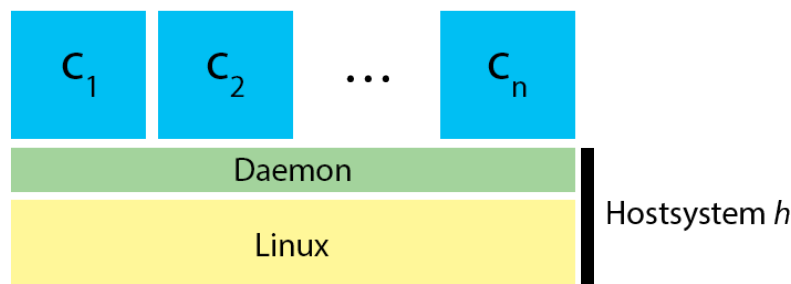 C₁ C₂ ... Cₙ
Daemon
Hostsystem h
Linux